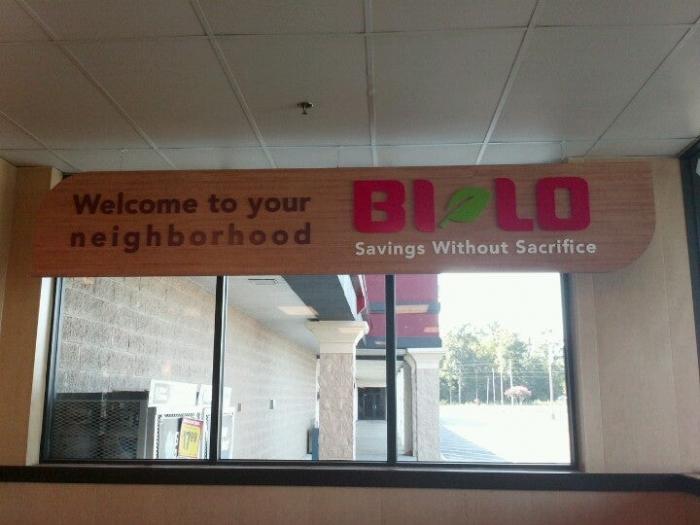 Welcome to your
neighborhood
BI LO
Savings Without Sacrifice